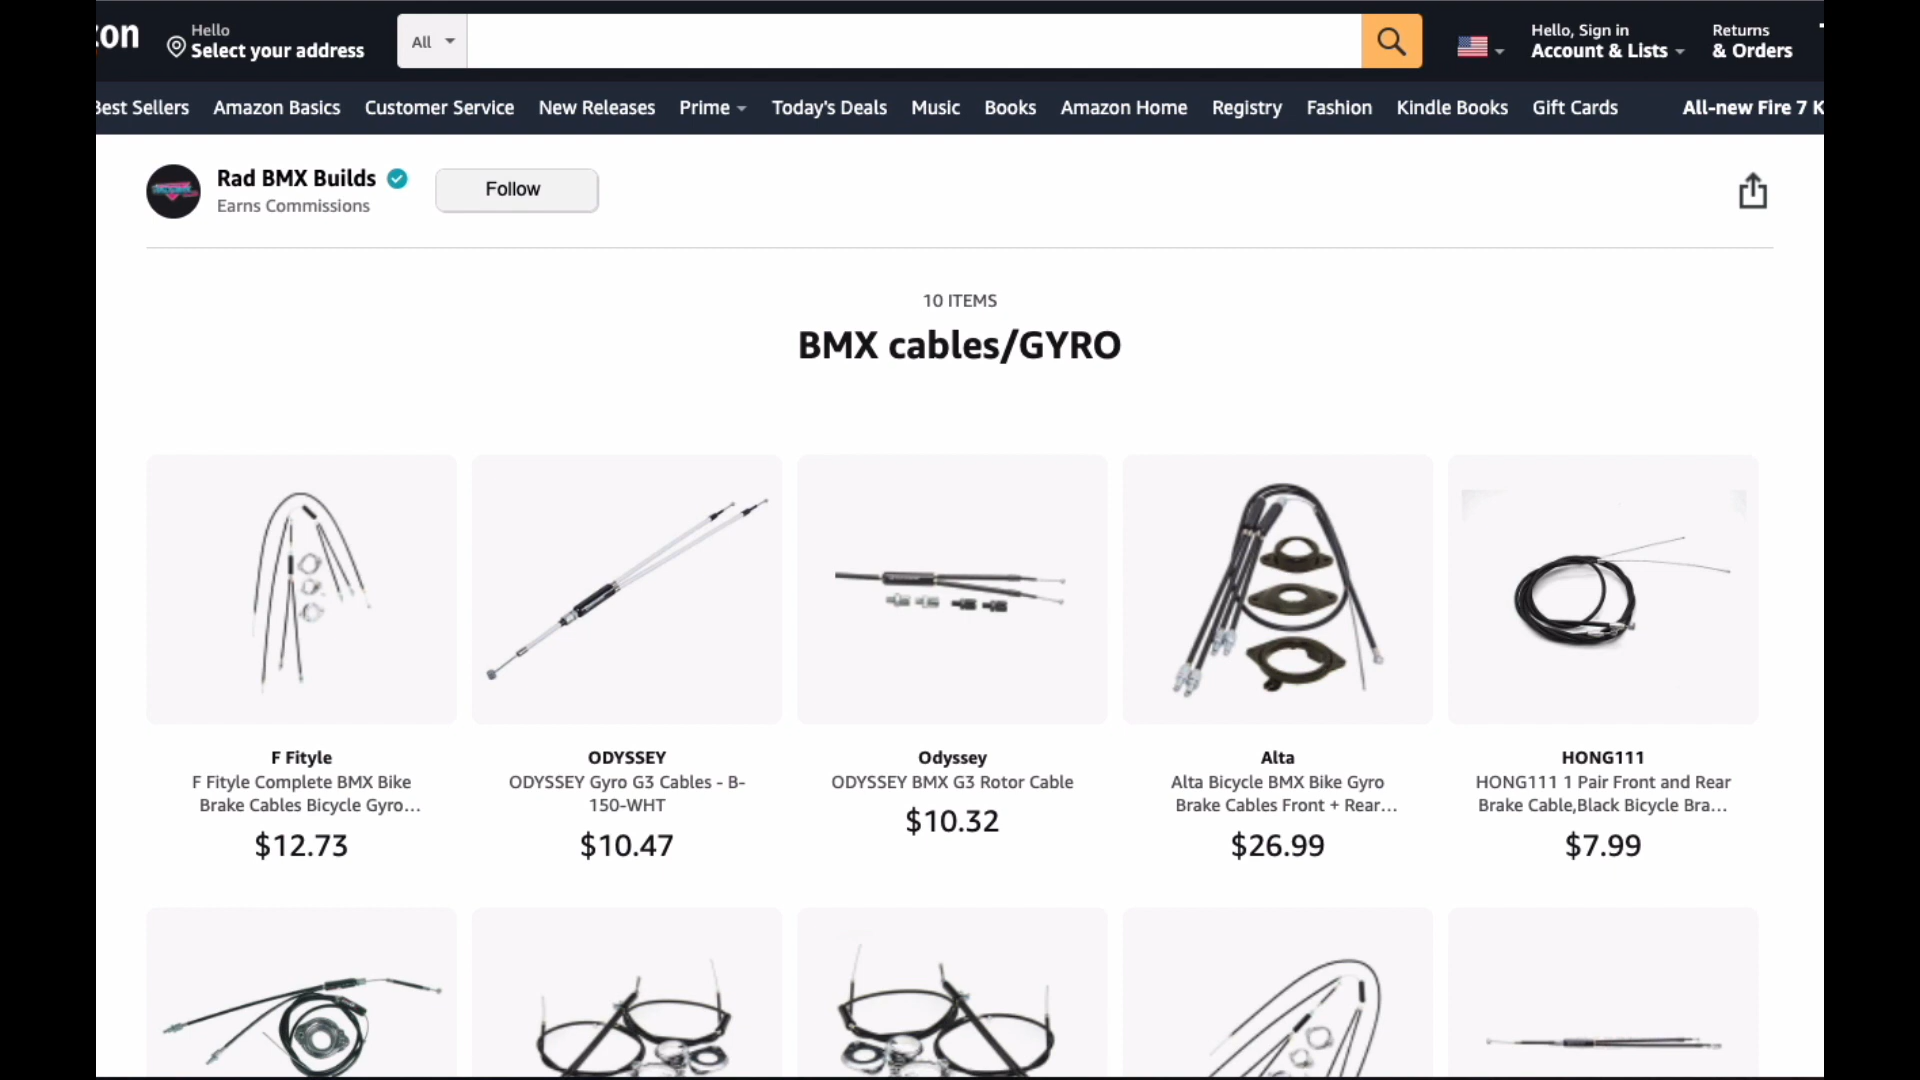 on
Hello
Select your address
All
Hello, Sign in
Account & Lists
Returns
& Orders
Best Sellers Amazon Basics Customer Service New Releases Prime Today's Deals Music Books Amazon Home Registry Fashion Kindle Books Gift Cards All-new Fire 7 K
Rad BMX Builds
Earns Commissions
Follow
10 ITEMS
BMX cables/GYRO
F Fityle
F Fityle Complete BMX Bike
Brake Cables Bicycle Gyro...
$12.73
ODYSSEY
ODYSSEY Gyro G3 Cables - B-
150-WHT
$10.47
Odyssey
ODYSSEY BMX G3 Rotor Cable
$10.32
Alta
Alta Bicycle BMX Bike Gyro
Brake Cables Front + Rear...
$26.99
HONG111
HONG111 1 Pair Front and Rear
Brake Cable,Black Bicycle Bra...
$7.99